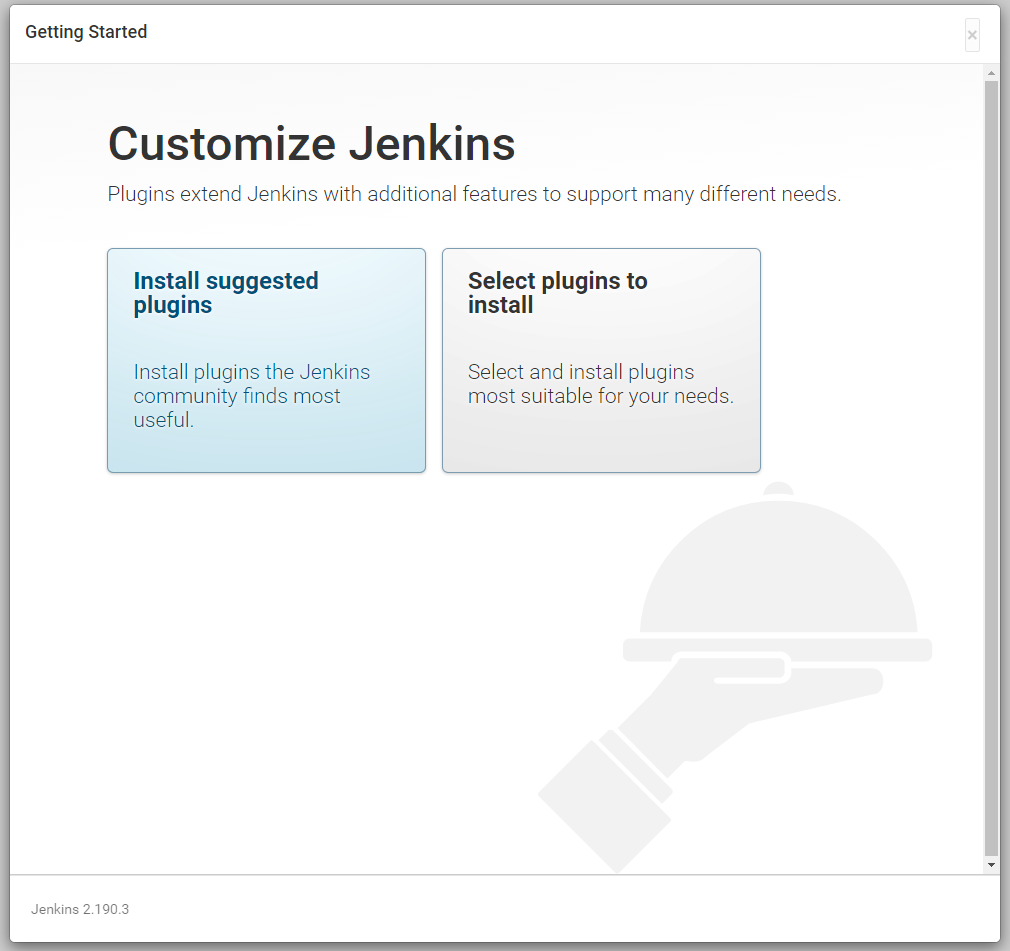 Getting Started
×
Customize Jenkins
Plugins extend Jenkins with additional features to support many different needs.
Install suggested
plugins
Install plugins the Jenkins
community finds most
useful.
Select plugins to
install
Select and install plugins
most suitable for your needs.
Jenkins 2.190.3